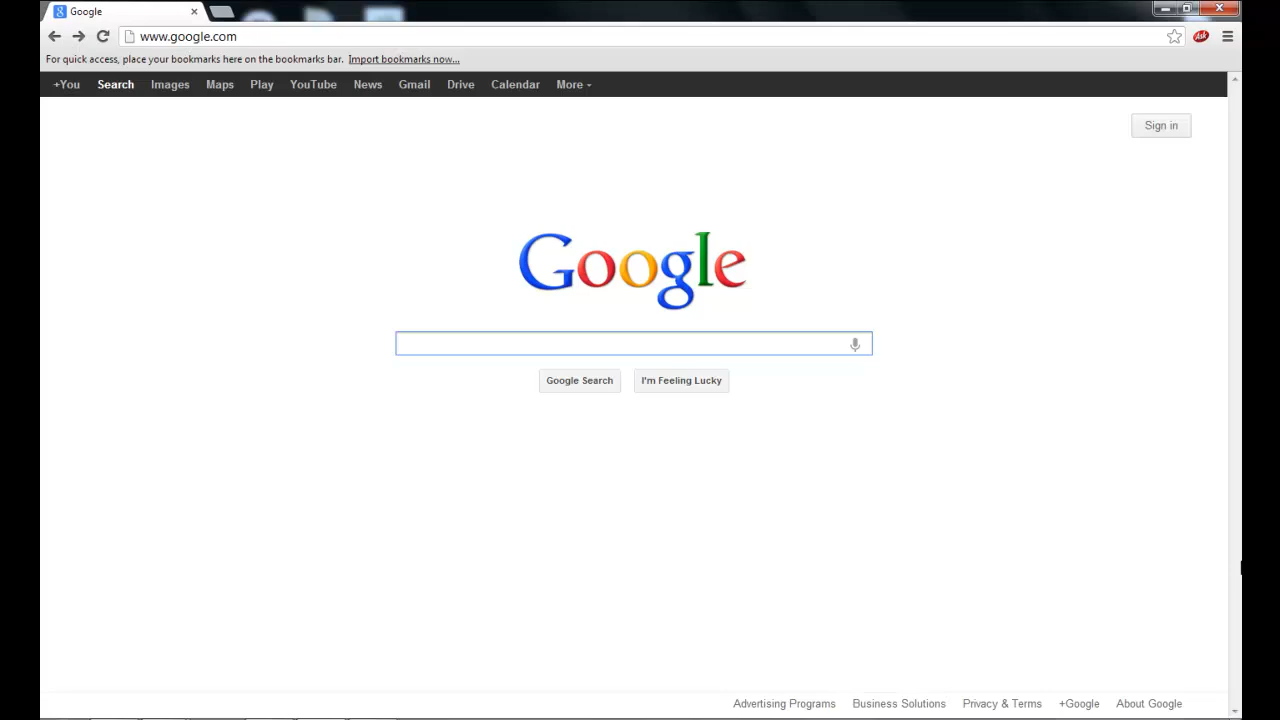 Google
www.google.com
Ask
For quick access, place your bookmarks here on the bookmarks bar. Import bookmarks now...
+You Search Images Maps Play YouTube News Gmail Drive Calendar More
Sign in
Google
Google Search I'm Feeling Lucky
Advertising Programs Business Solutions Privacy & Terms +Google About Google